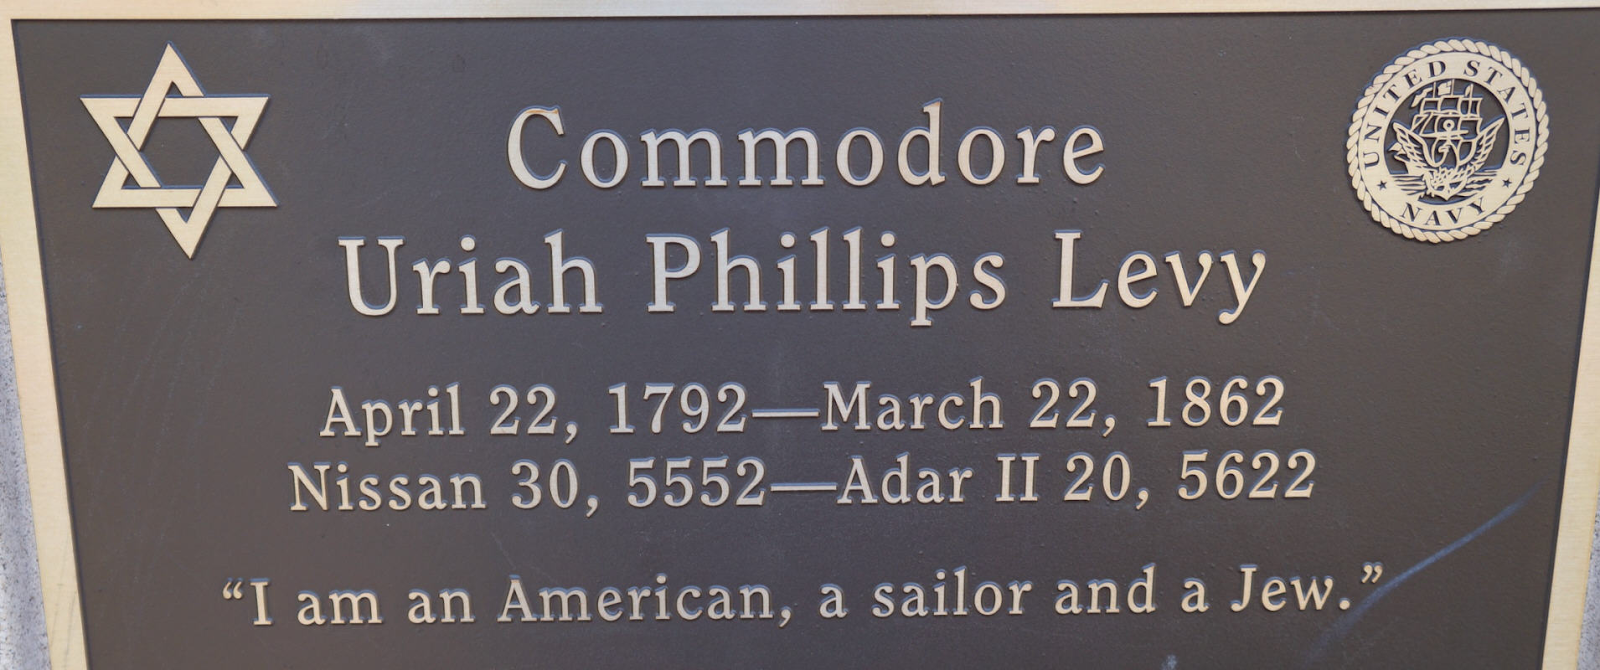 UNITED STATES
NAVY
Commodore
Uriah Phillips Levy
April 22, 1792—March 22, 1862
Nissan 30, 5552—Adar II 20, 5622
“I am an American, a sailor and a Jew.”